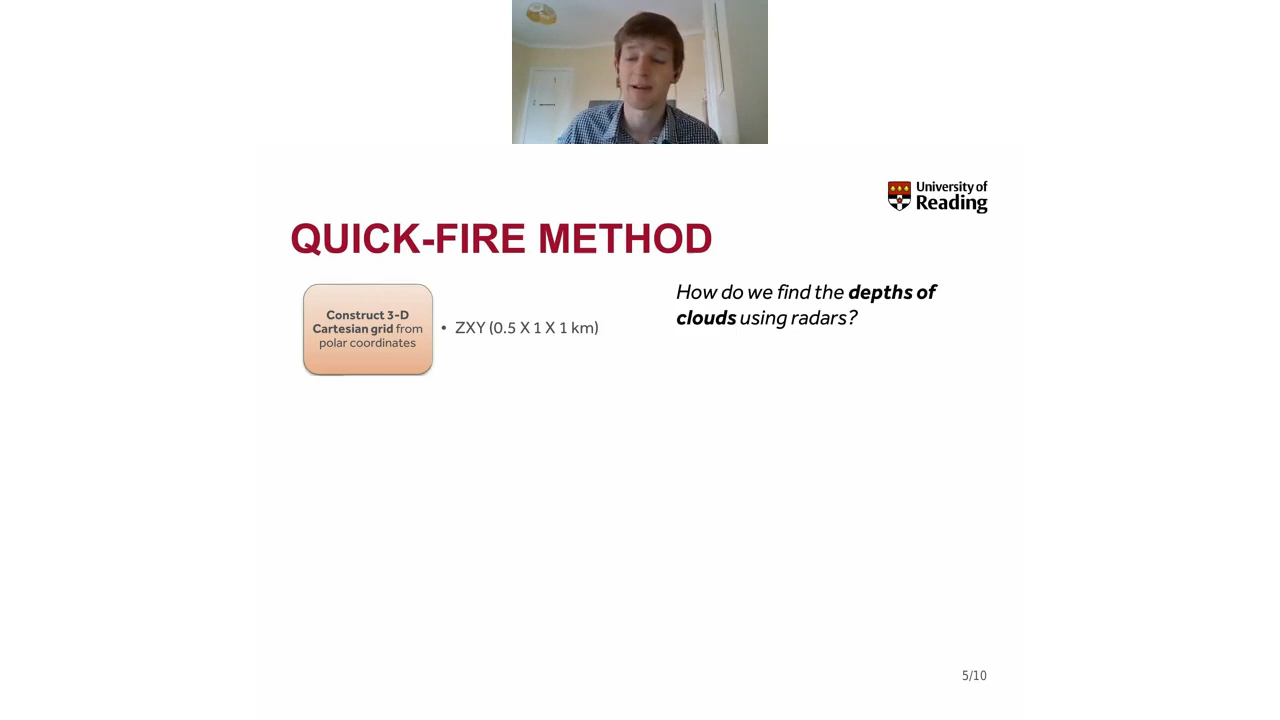 University of
Reading
QUICK-FIRE METHOD
Construct 3-D
Cartesian grid from
polar coordinates
• ZXY (0.5 X 1 X 1 km)
How do we find the depths of
clouds using radars?
5/10